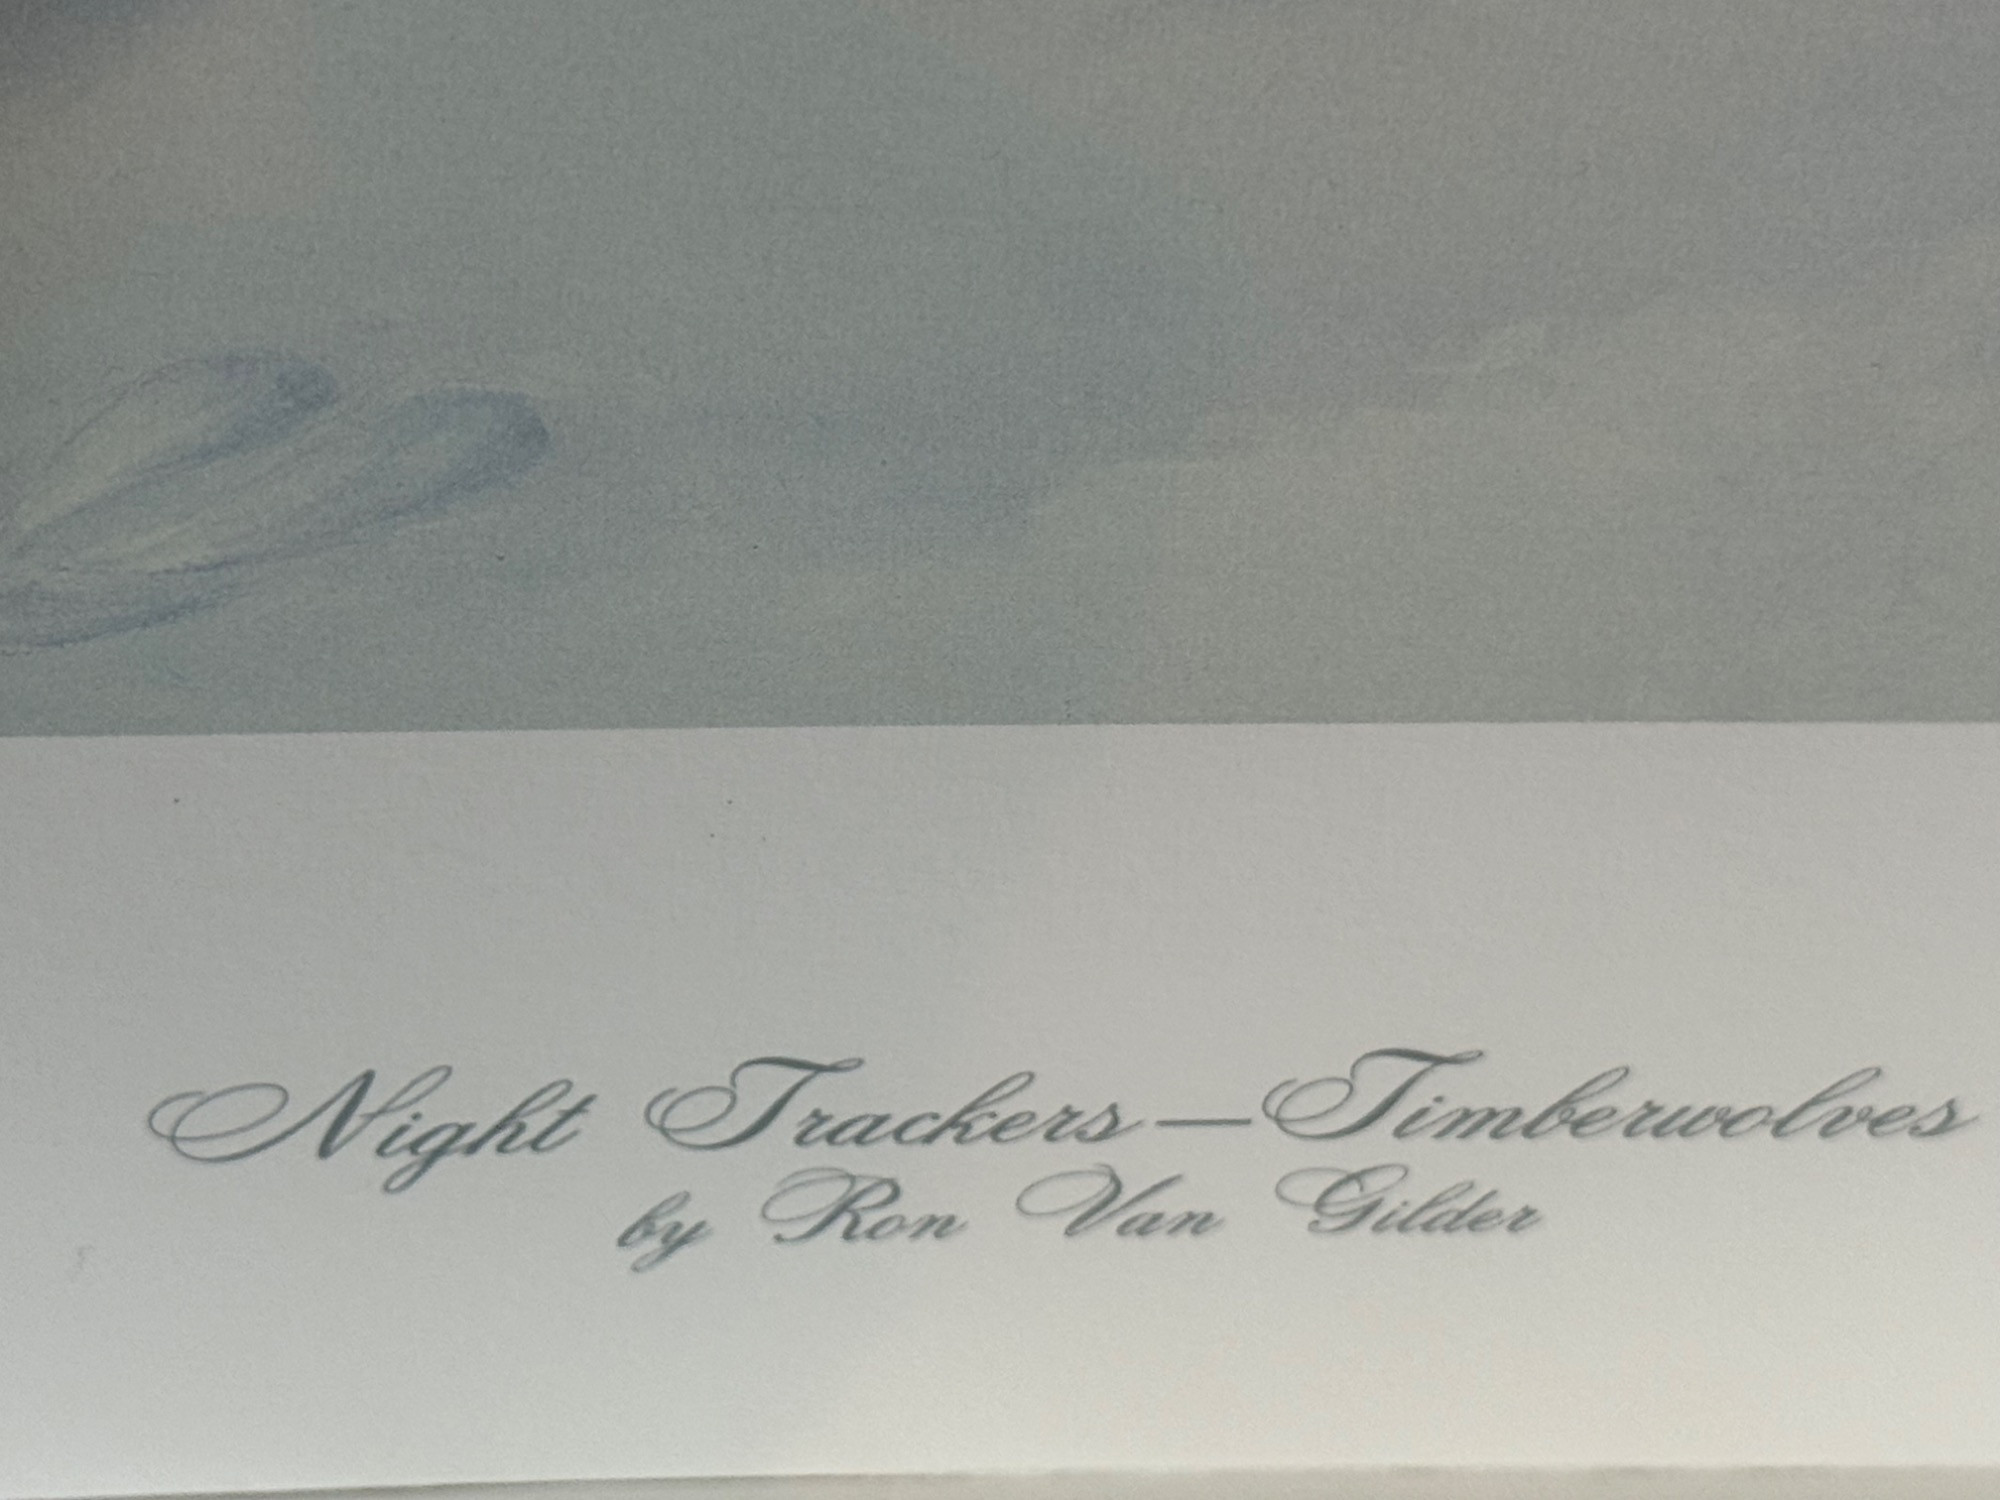 Night Trackers—Timberwolves
by Ron Van Gilder